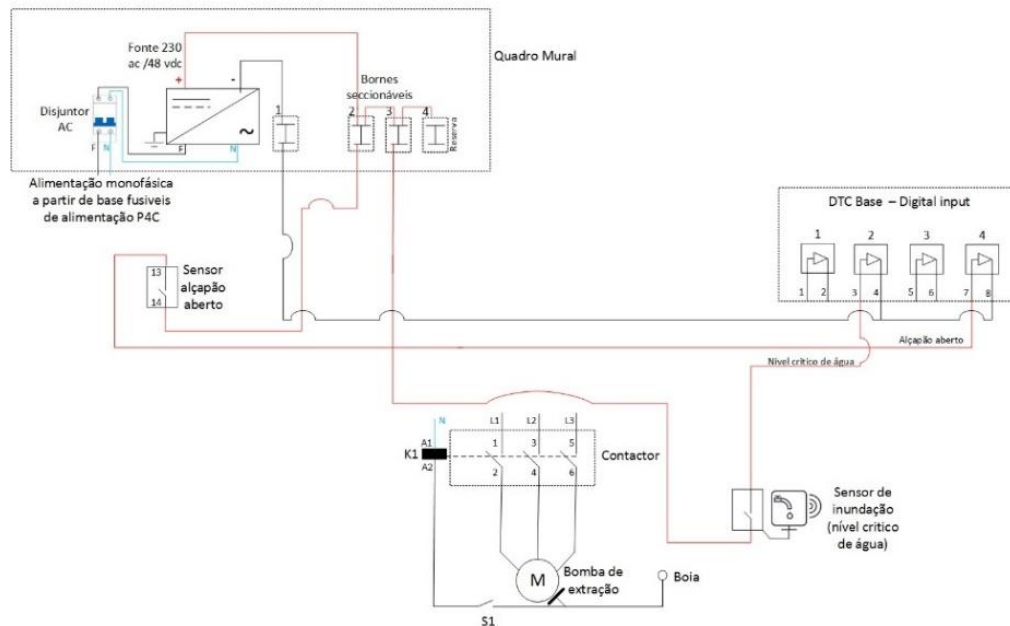 Quadro Mural
Fonte 230
ac /48 vdc
+
-
Bornes
seccionáveis
1
2
3
4
Reserva
Disjuntor
AC
F
N
F
N
~
Alimentação monofásica
a partir de base fusiveis
de alimentação P4C
DTC Base – Digital input
1
2
3
4
1
2
3
4
5
6
7
8
13
14
Sensor
alçapão
aberto
Alçapão aberto
Nível critico de água
N
L1
L2
L3
A1
K1
A2
1
3
5
2
4
6
Contactor
Sensor de
inundação
(nível critico
de água)
M
Bomba de
extração
Boia
S1